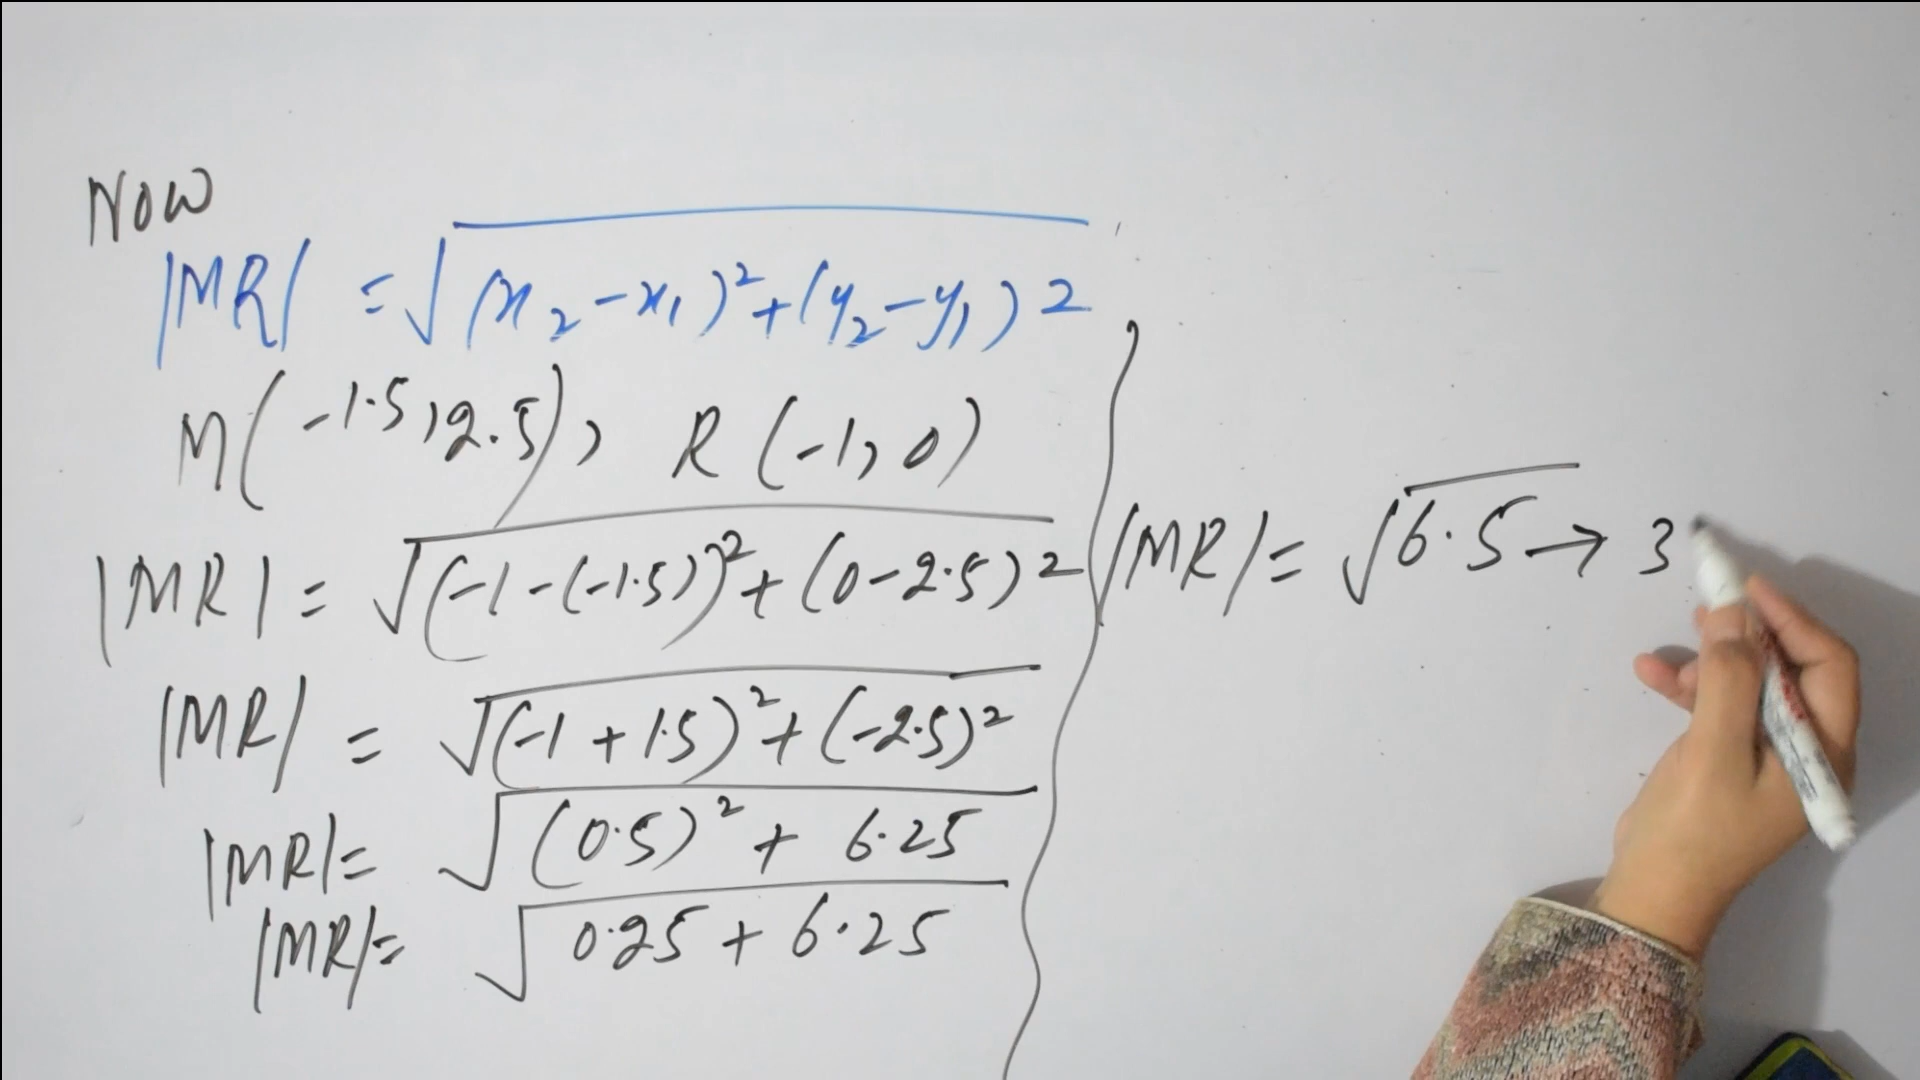 Now
|MR| = √(x₂-x₁)²+(y₂-y₁)2
M(-1.5,2.5), R(-1,0)
|MR| = √(-1-(-1.5))²+(0-2.5)2
|MR| = √(-1+1.5)²+(-2.5)²
|MR|= √(0.5)²+6.25
|MR|= √0.25+6.25
|MR|= √6.5→3